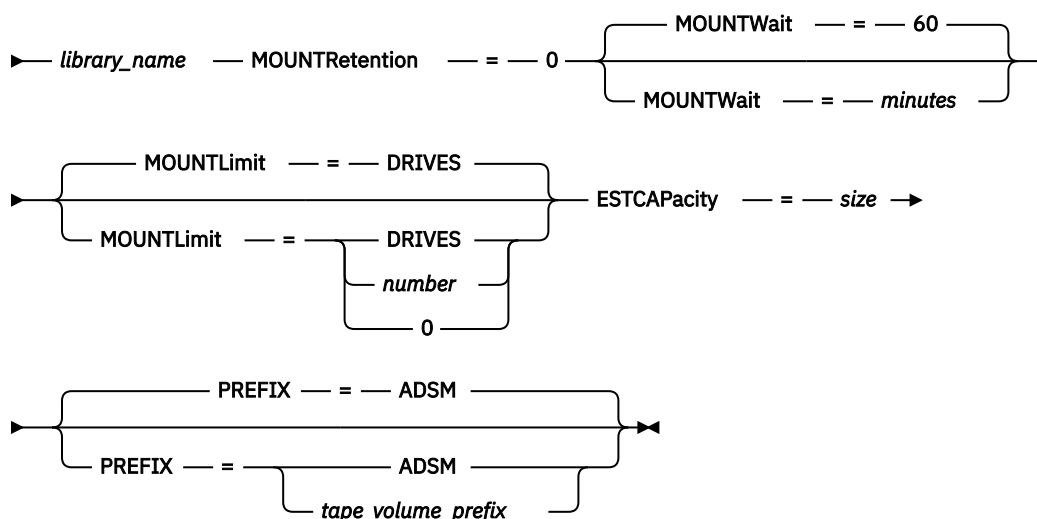 MOUNTWait = 60
library_name MOUNTRetention = 0
MOUNTWait = minutes
MOUNTLimit = DRIVES
ESTCAPacity = size
MOUNTLimit = DRIVES
number
0
PREFIX = ADSM
PREFIX = ADSM
tape_volume_prefix